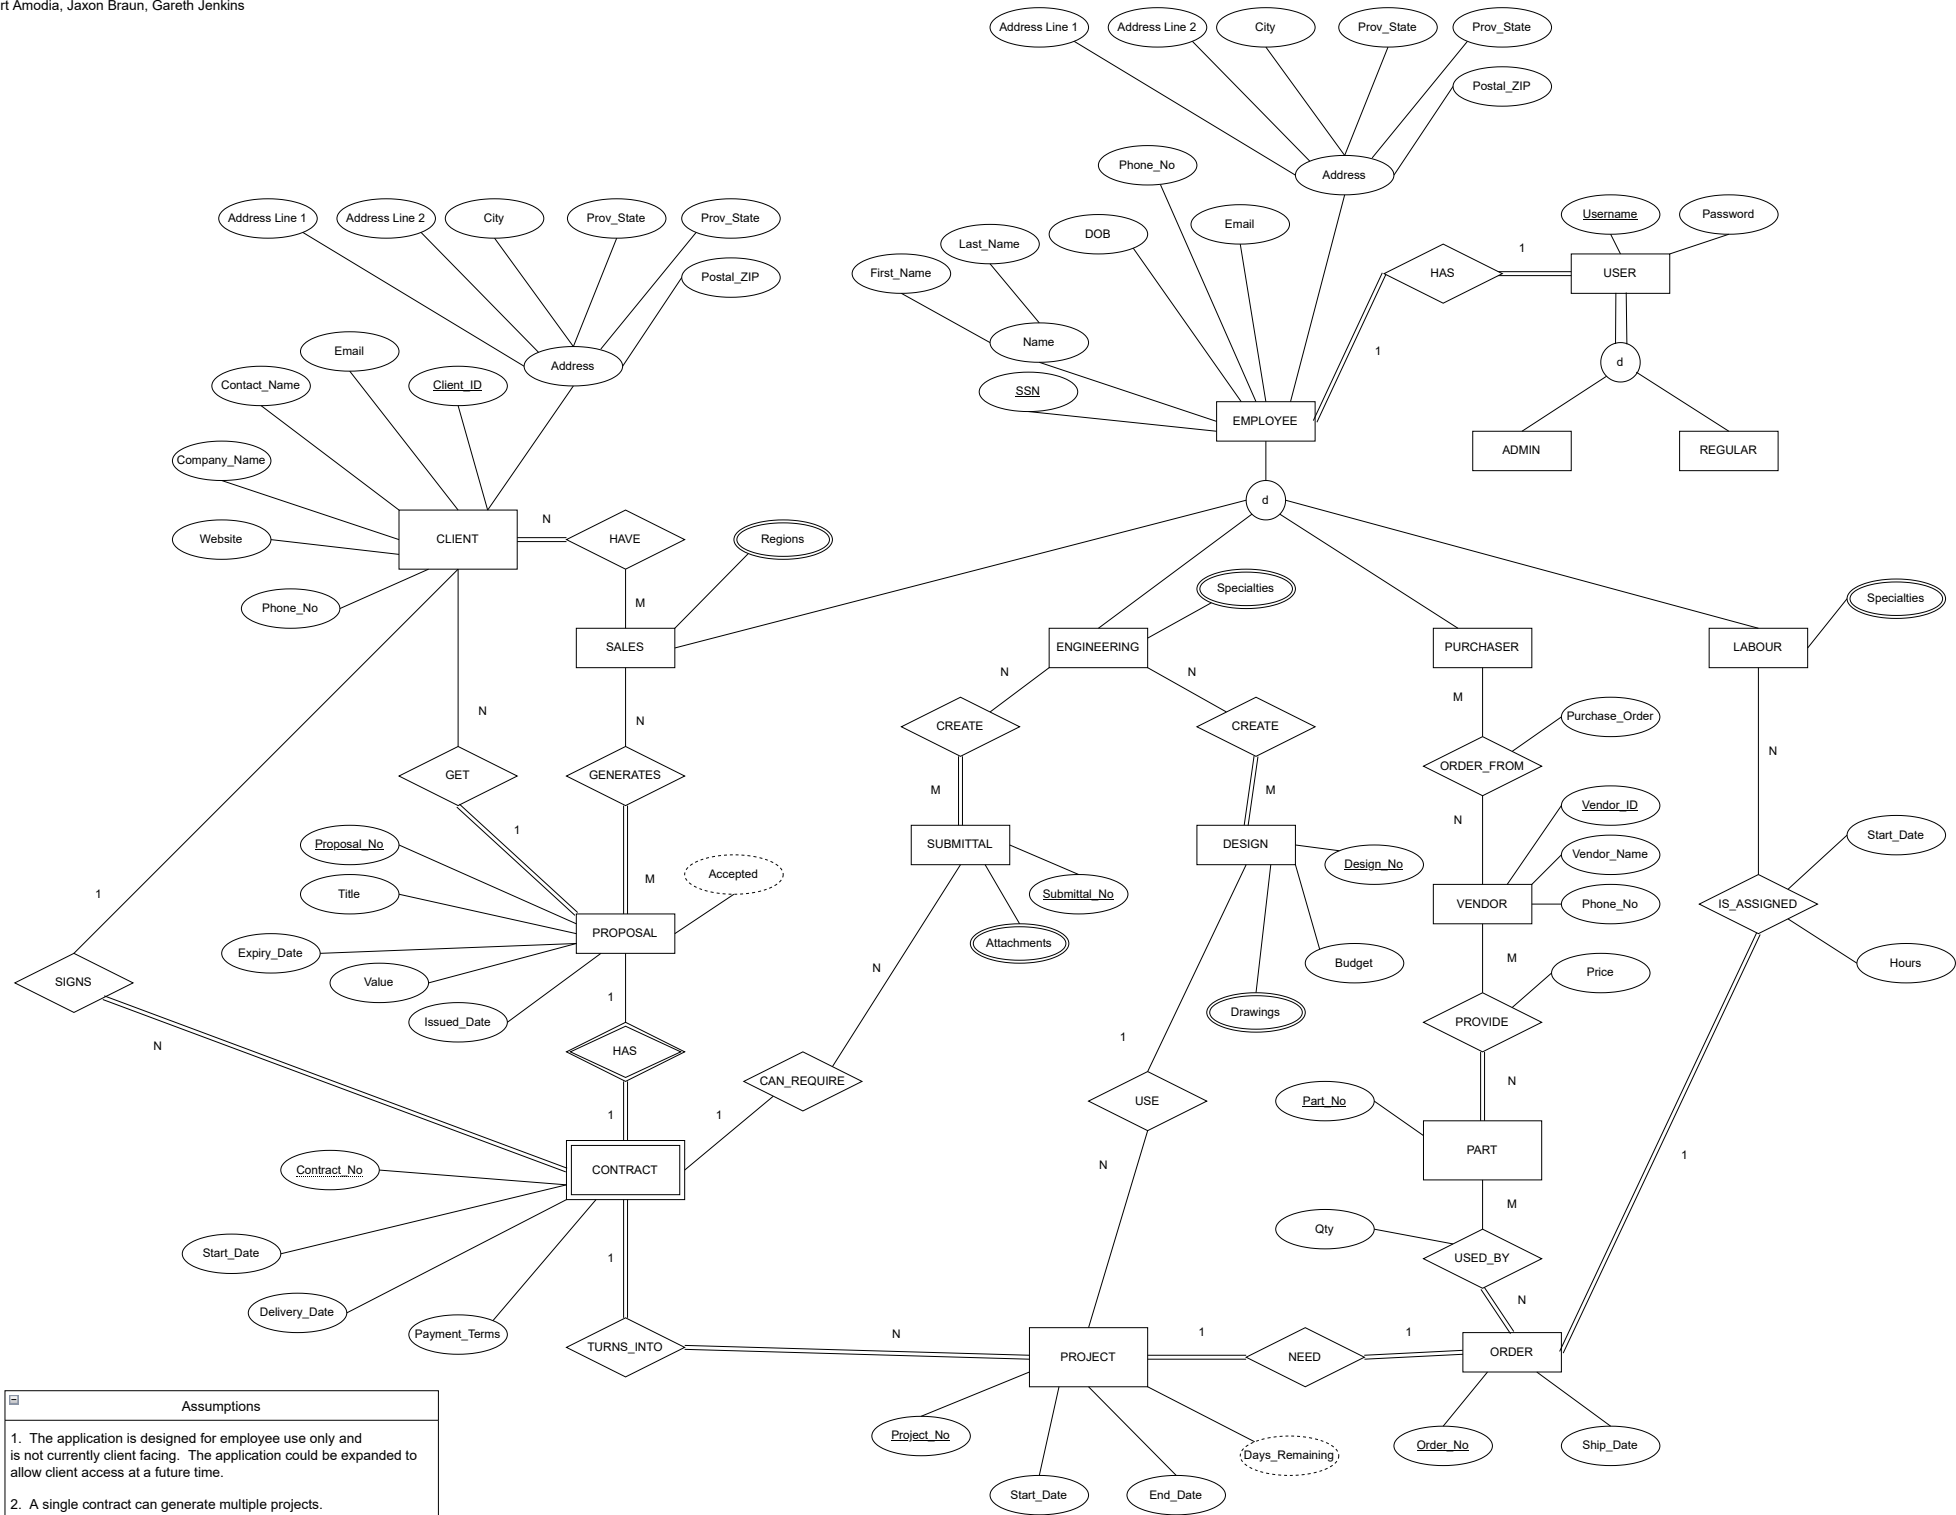 rt Amodia, Jaxon Braun, Gareth Jenkins
Address Line 1
Address Line 2
City
Prov_State
Prov_State
Postal_ZIP
Phone_No
Address
Address Line 1
Address Line 2
City
Prov_State
Prov_State
Postal_ZIP
Last_Name
DOB
Email
Username
Password
First_Name
HAS
1
USER
Name
1
d
Email
Address
Contact_Name
Client_ID
SSN
EMPLOYEE
ADMIN
REGULAR
Company_Name
d
CLIENT
N
HAVE
Regions
Website
Specialties
Specialties
Phone_No
M
SALES
ENGINEERING
PURCHASER
LABOUR
N
N
M
N
N
CREATE
CREATE
Purchase_Order
N
GET
GENERATES
ORDER_FROM
M
M
Vendor_ID
1
N
Proposal_No
SUBMITTAL
DESIGN
Start_Date
Vendor_Name
Design_No
M
Accepted
Title
Submittal_No
1
VENDOR
Phone_No
IS_ASSIGNED
PROPOSAL
Attachments
Expiry_Date
Budget
M
Hours
N
Value
Price
SIGNS
1
Issued_Date
Drawings
PROVIDE
N
HAS
1
CAN_REQUIRE
N
1
1
USE
Part_No
CONTRACT
N
PART
1
Contract_No
M
Start_Date
1
Qty
USED_BY
Delivery_Date
N
Payment_Terms
TURNS_INTO
N
PROJECT
1
NEED
1
ORDER
Project_No
Days_Remaining
Order_No
Ship_Date
Start_Date
End_Date
Assumptions
1. The application is designed for employee use only and
is not currently client facing. The application could be expanded to
allow client access at a future time.
2. A single contract can generate multiple projects.